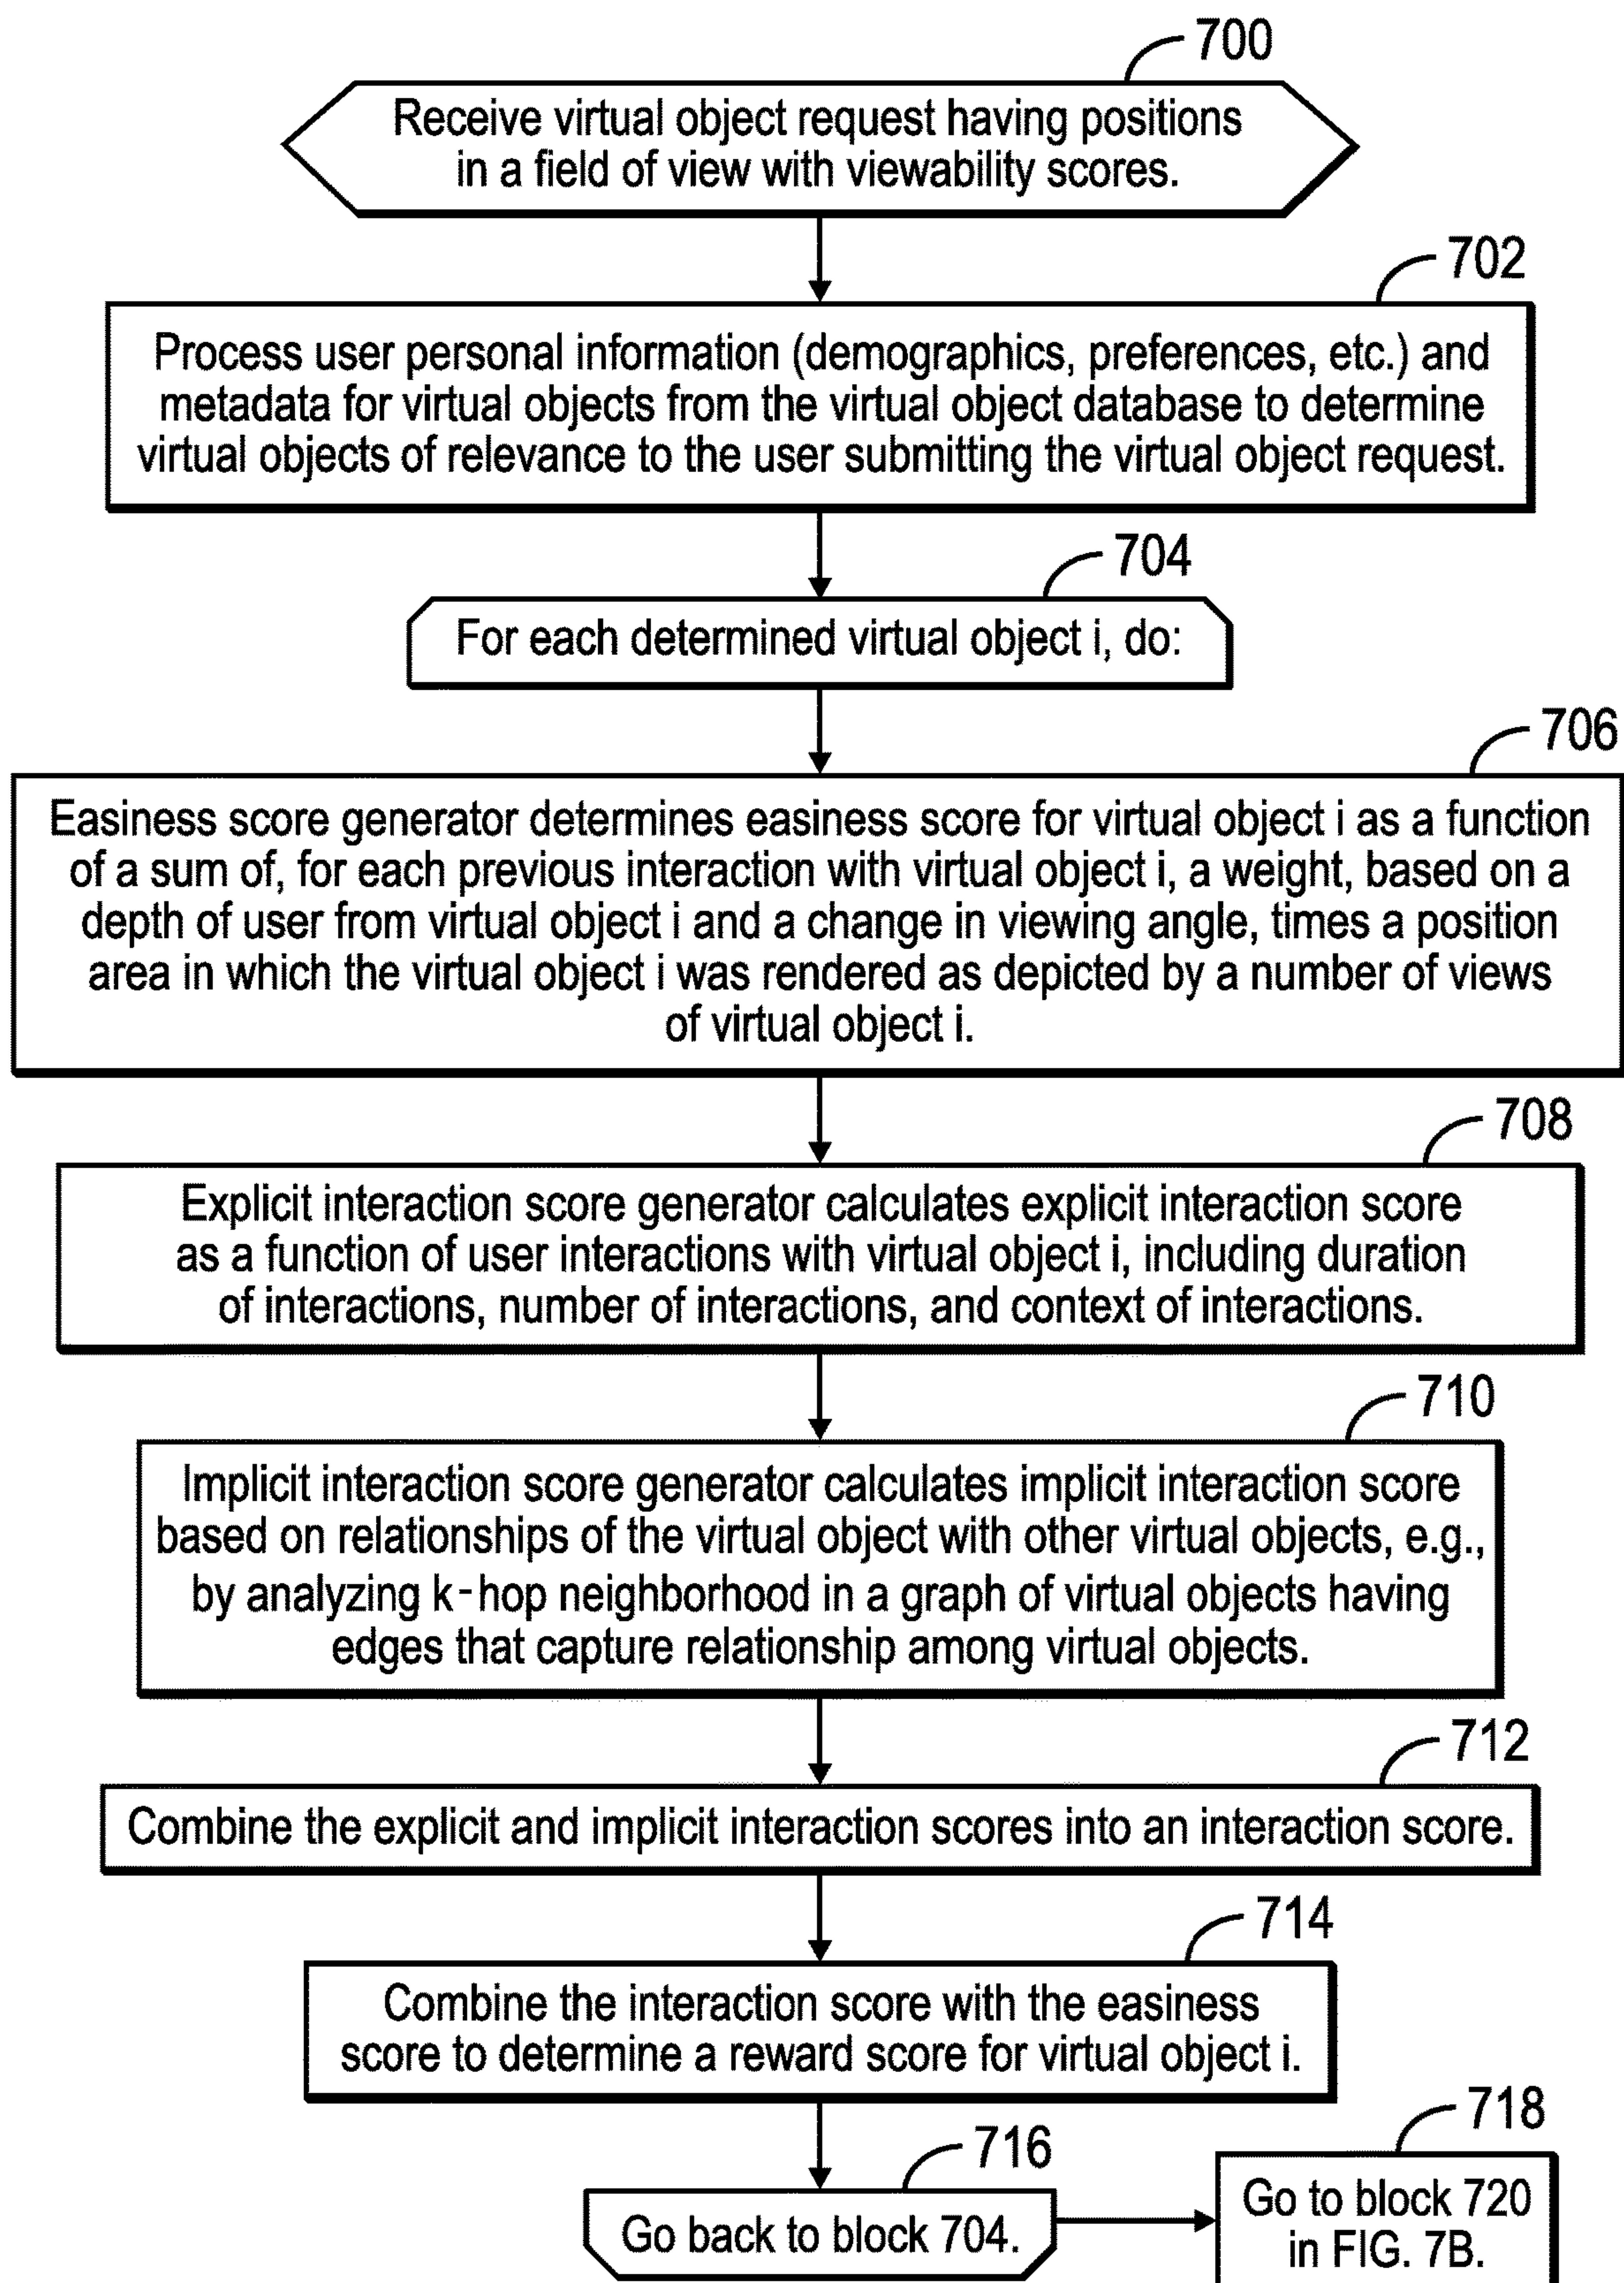 700
Receive virtual object request having positions
in a field of view with viewability scores.
702
Process user personal information (demographics, preferences, etc.) and
metadata for virtual objects from the virtual object database to determine
virtual objects of relevance to the user submitting the virtual object request.
704
For each determined virtual object i, do:
706
Easiness score generator determines easiness score for virtual object i as a function
of a sum of, for each previous interaction with virtual object i, a weight, based on a
depth of user from virtual object i and a change in viewing angle, times a position
area in which the virtual object i was rendered as depicted by a number of views
of virtual object i.
708
Explicit interaction score generator calculates explicit interaction score
as a function of user interactions with virtual object i, including duration
of interactions, number of interactions, and context of interactions.
710
Implicit interaction score generator calculates implicit interaction score
based on relationships of the virtual object with other virtual objects, e.g.,
by analyzing k-hop neighborhood in a graph of virtual objects having
edges that capture relationship among virtual objects.
712
Combine the explicit and implicit interaction scores into an interaction score.
714
Combine the interaction score with the easiness
score to determine a reward score for virtual object i.
716
Go back to block 704.
718
Go to block 720
in FIG. 7B.